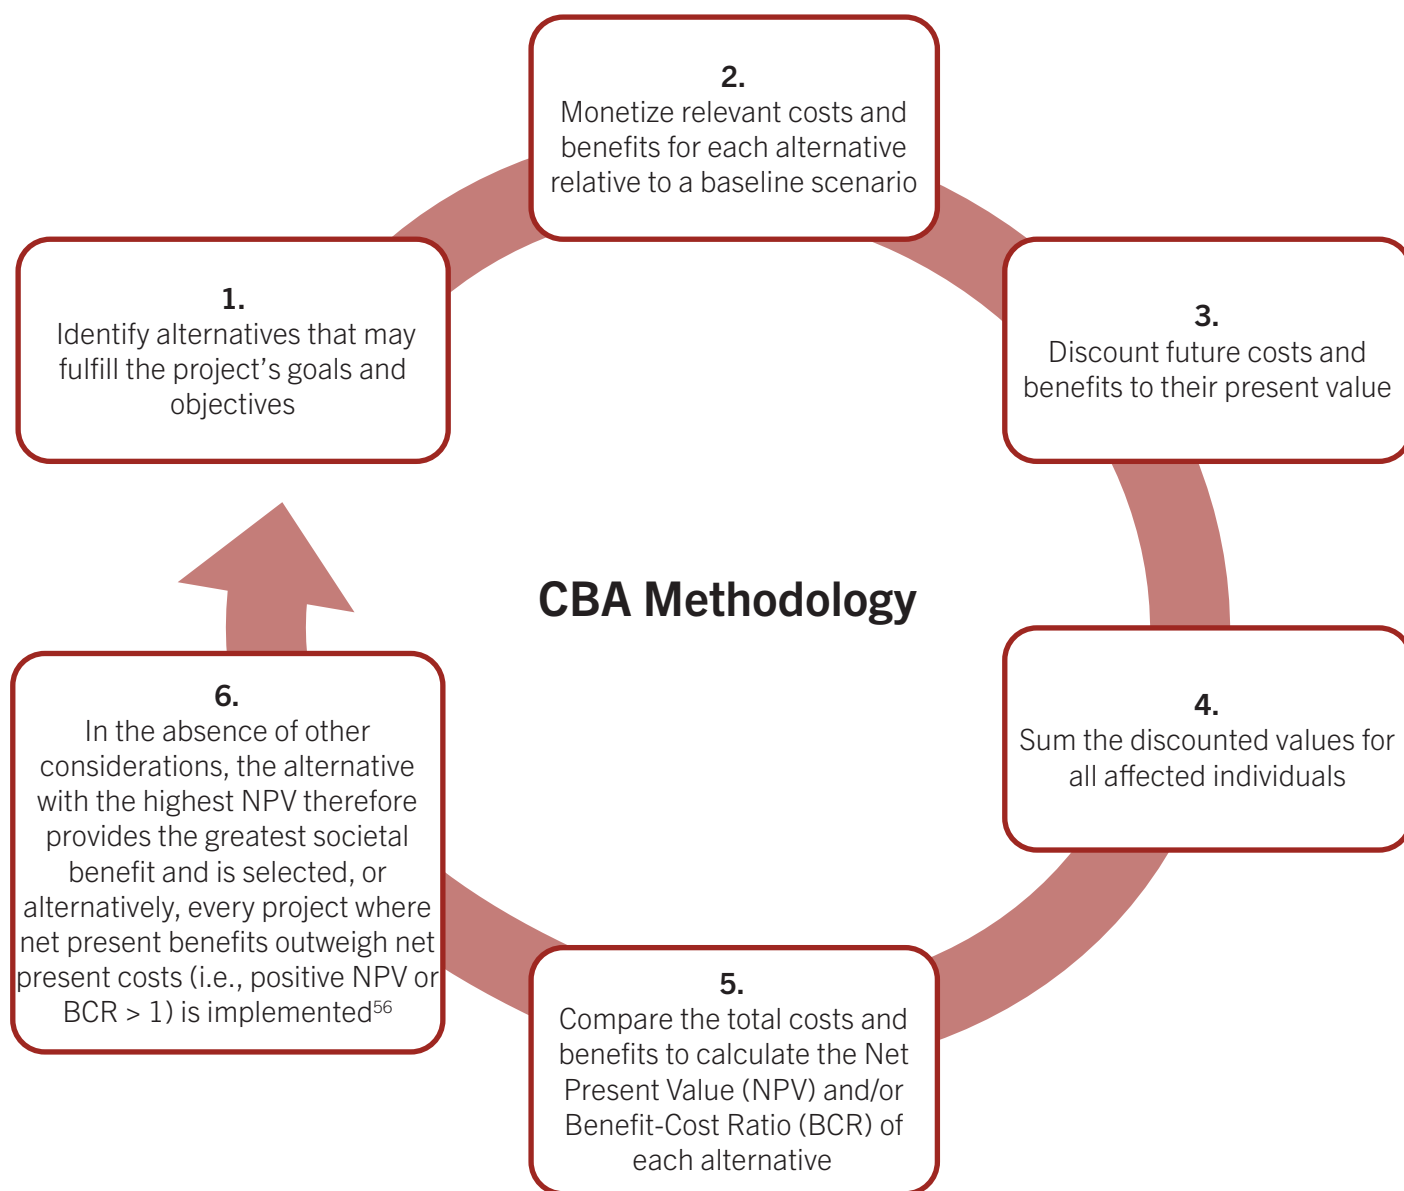 1.
Identify alternatives that may
fulfill the project’s goals and
objectives
2.
Monetize relevant costs and
benefits for each alternative
relative to a baseline scenario
3.
Discount future costs and
benefits to their present value
4.
Sum the discounted values for
all affected individuals
5.
Compare the total costs and
benefits to calculate the Net
Present Value (NPV) and/or
Benefit-Cost Ratio (BCR) of
each alternative
6.
In the absence of other
considerations, the alternative
with the highest NPV therefore
provides the greatest societal
benefit and is selected, or
alternatively, every project where
net present benefits outweigh net
present costs (i.e., positive NPV or
BCR > 1) is implemented⁵⁶
CBA Methodology